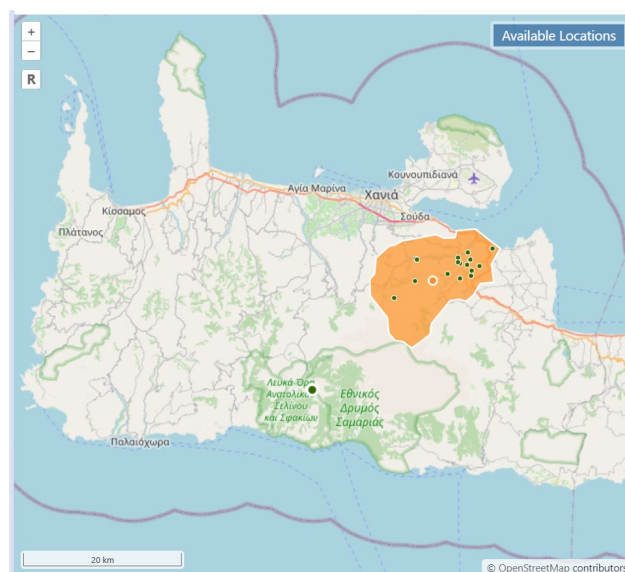 +
Available Locations
−
R
Κουνουπιδιανά
Αγία Μαρίνα
Χανιά
Κίσσαμος
Σούδα
Πλάτανος
Λευκά Όρη
Ανατολικού
Σελίνου
και Σφακίων
Εθνικός
Δρυμός
Σαμαριάς
Παλαιόχωρα
20 km
© OpenStreetMap contributors